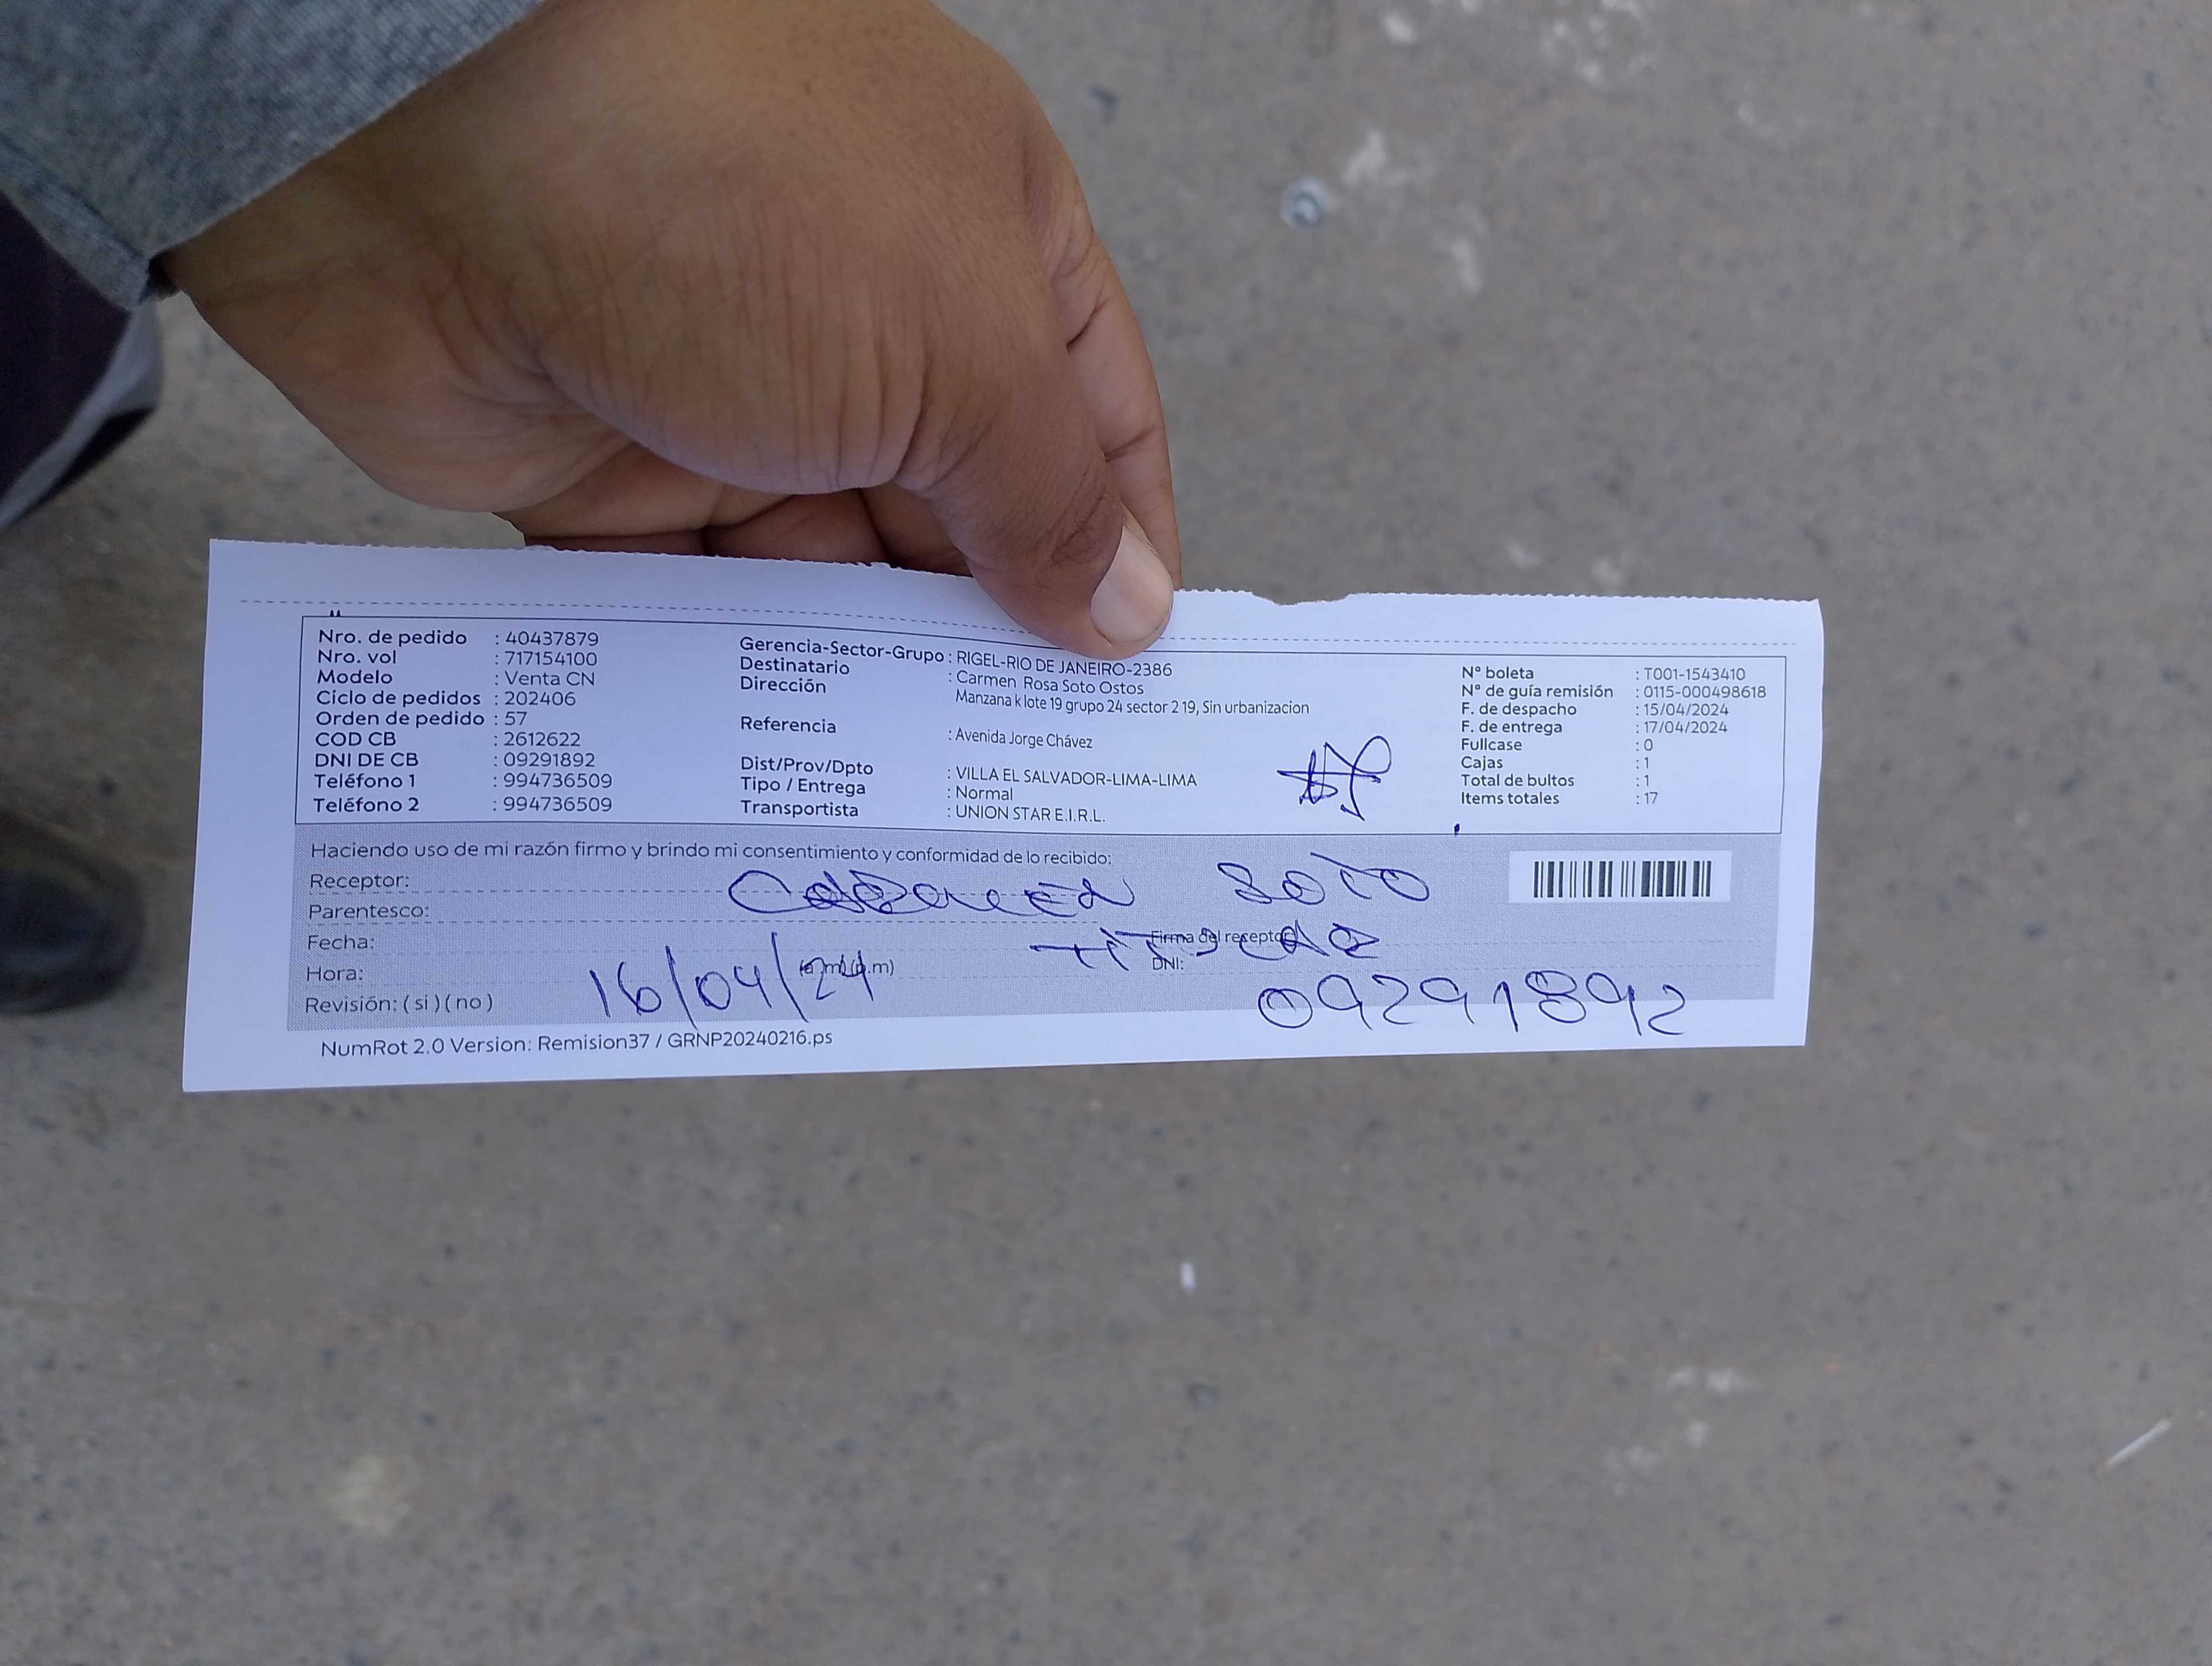 Nro. de pedido : 40437879
Nro. vol : 717154100
Modelo : Venta CN
Ciclo de pedidos : 202406
Orden de pedido : 57
COD CB : 2612622
DNI DE CB : 09291892
Teléfono 1 : 994736509
Teléfono 2 : 994736509
Gerencia-Sector-Grupo : RIGEL-RIO DE JANEIRO-2386
Destinatario : Carmen Rosa Soto Ostos
Dirección : Manzana k lote 19 grupo 24 sector 2 19, Sin urbanizacion
Referencia : Avenida Jorge Chávez
Dist/Prov/Dpto : VILLA EL SALVADOR-LIMA-LIMA
Tipo / Entrega : Normal
Transportista : UNION STAR E.I.R.L.
N° boleta : T001-1543410
N° de guía remisión : 0115-000498618
F. de despacho : 15/04/2024
F. de entrega : 17/04/2024
Fullcase : 0
Cajas : 1
Total de bultos : 1
Items totales : 17
Haciendo uso de mi razón firmo y brindo mi consentimiento y conformidad de lo recibido:
Receptor: SOTO
Parentesco:
Fecha: 16/04/24
Firma del receptor
Hora: (a.m) (p.m)
DNI: 09291892
Revisión: ( si ) ( no )
NumRot 2.0 Version: Remision37 / GRNP20240216.ps